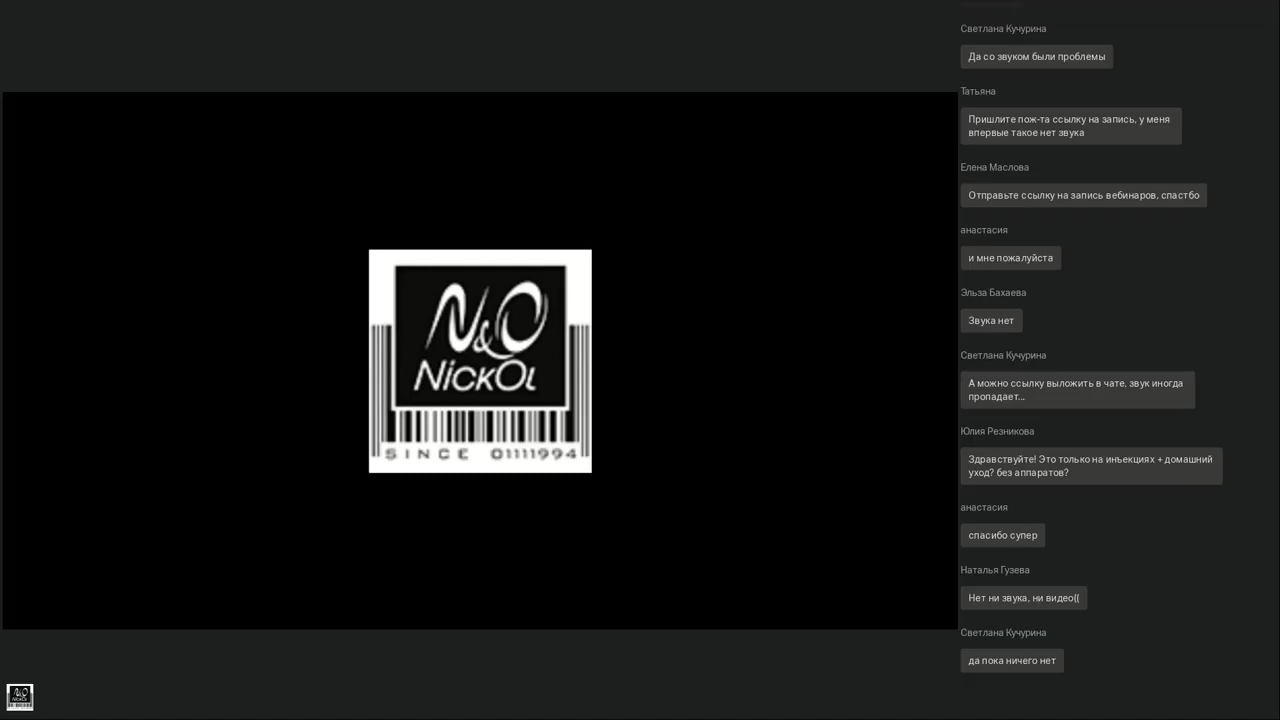 N&O
NICKOL
SINCE 01111994
Светлана Кучурина
Да со звуком были проблемы
Татьяна
Пришлите пож-та ссылку на запись, у меня
впервые такое нет звука
Елена Маслова
Отправьте ссылку на запись вебинаров, спастбо
анастасия
и мне пожалуйста
Эльза Бахаева
Звука нет
Светлана Кучурина
А можно ссылку выложить в чате, звук иногда
пропадает...
Юлия Резникова
Здравствуйте! Это только на инъекциях + домашний
уход? без аппаратов?
анастасия
спасибо супер
Наталья Гузева
Нет ни звука, ни видео((
Светлана Кучурина
да пока ничего нет